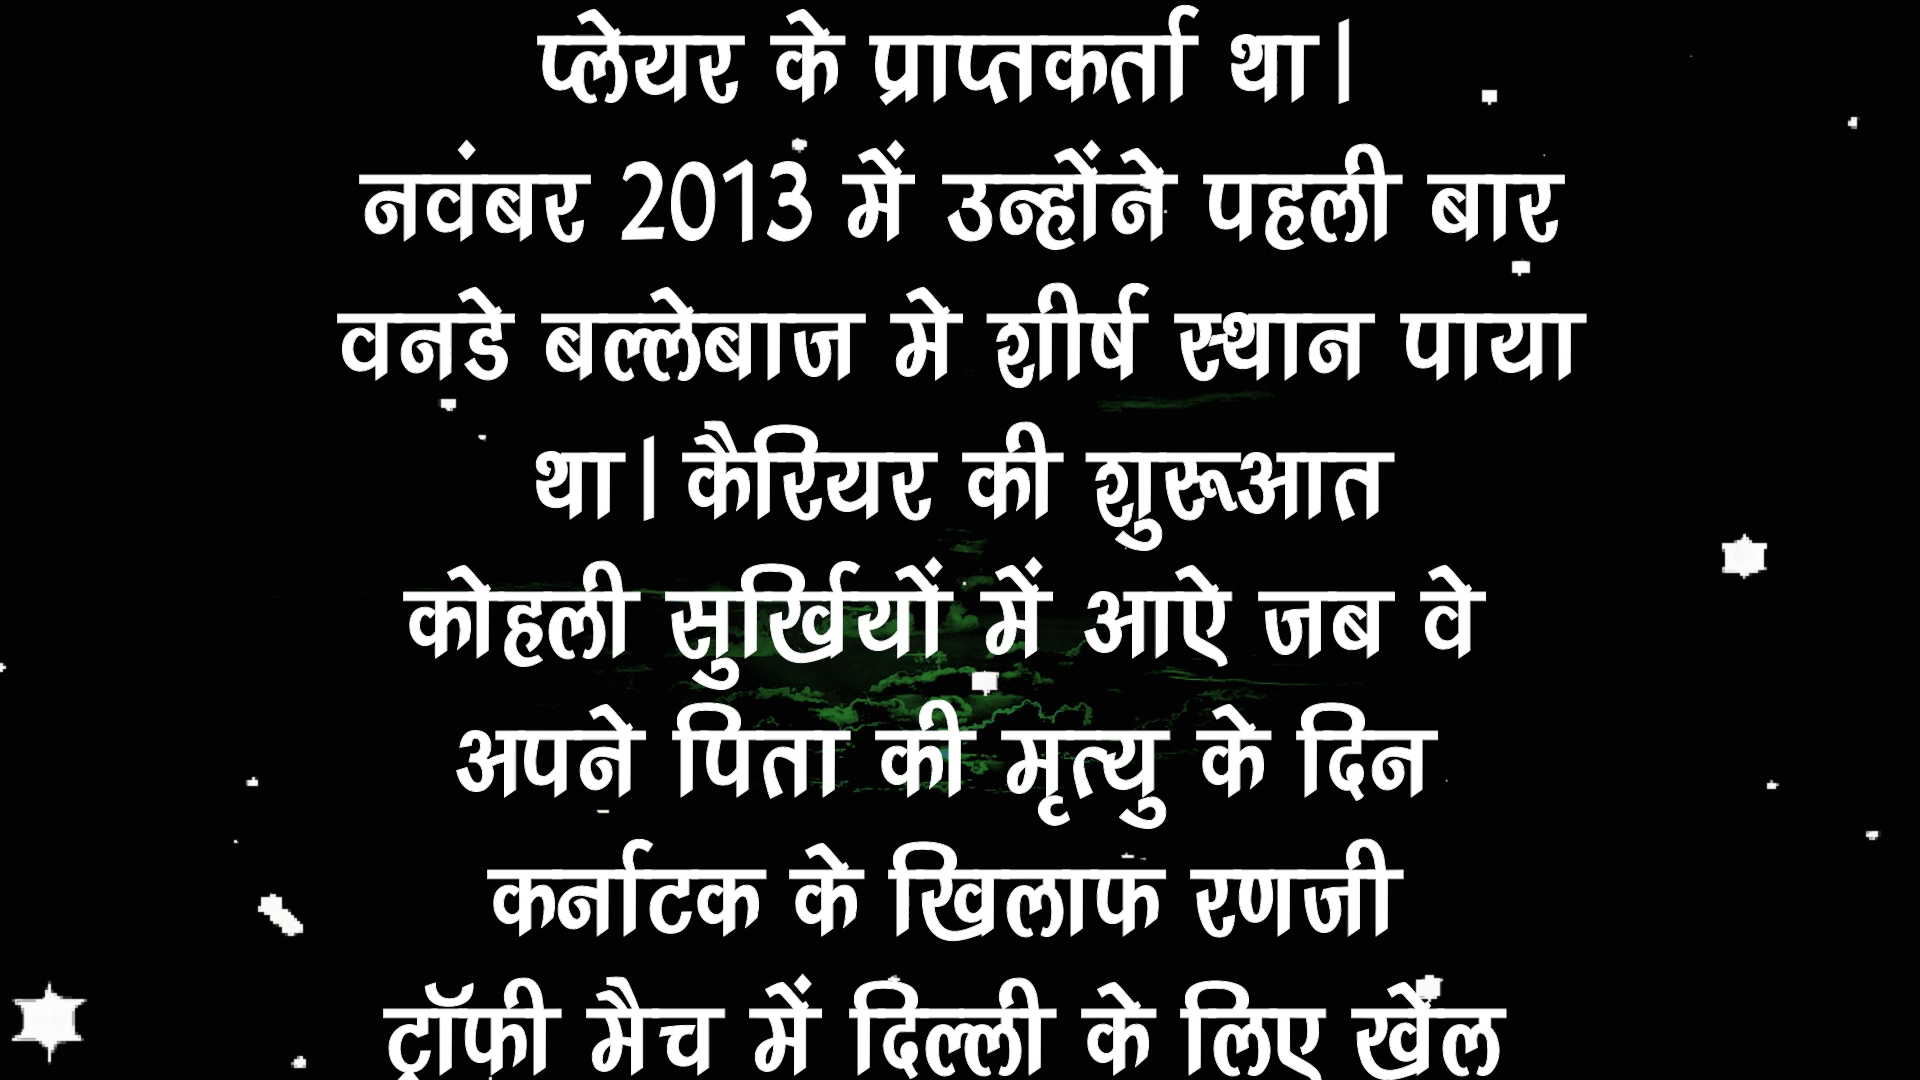 प्लेयर के प्राप्तकर्ता था।
नवंबर 2013 में उन्होंने पहली बार
वनडे बल्लेबाज मे शीर्ष स्थान पाया
था। कैरियर की शुरूआत
कोहली सुर्खियों में आऐ जब वे
अपने पिता की मृत्यु के दिन
कर्नाटक के खिलाफ रणजी
ट्रॉफी मैच में दिल्ली के लिए खेल